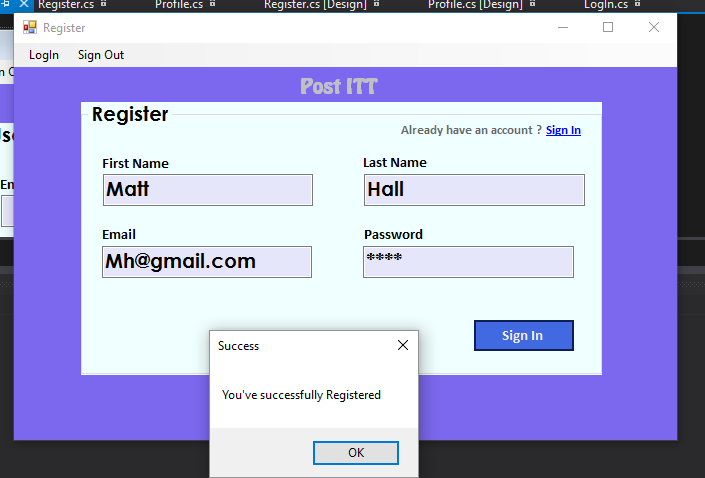 Register.cs Profile.cs Register.cs [Design] Profile.cs [Design] LogIn.cs
Register
LogIn Sign Out
Post ITT
Register
Already have an account ? Sign In
First Name Last Name
Matt Hall
Email Password
Mh@gmail.com ****
Sign In
Success
You've successfully Registered
OK